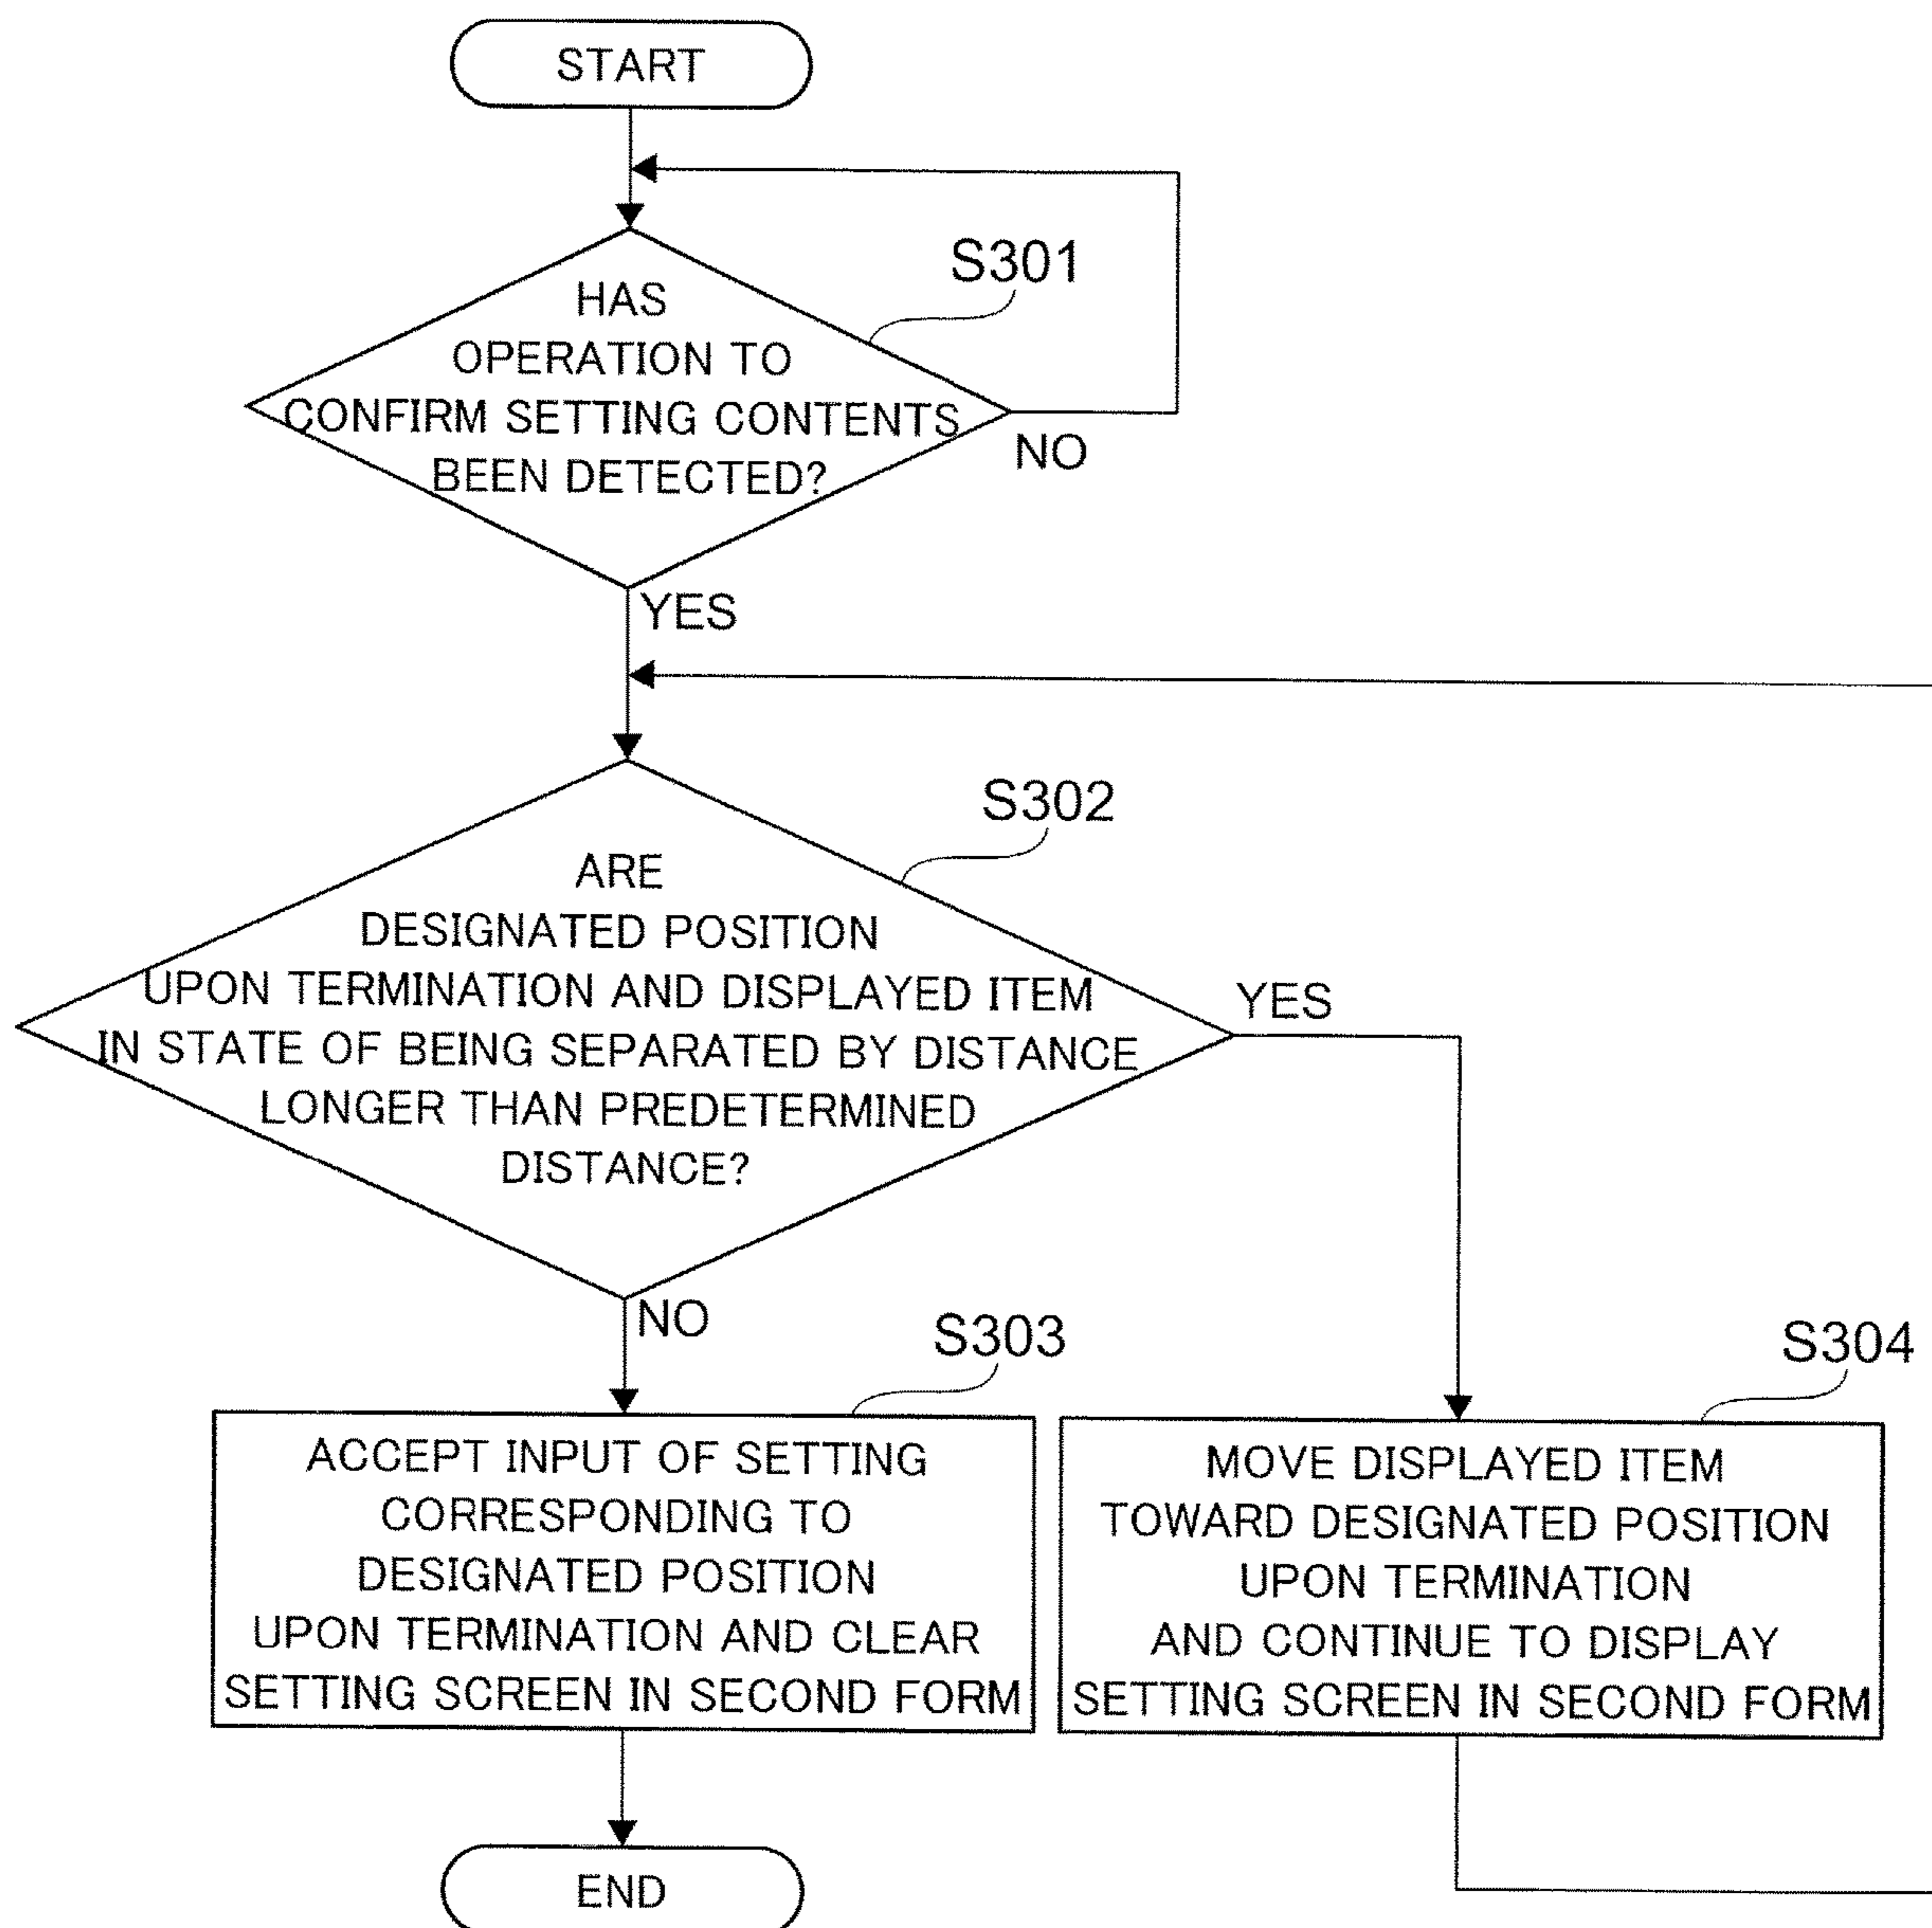 START
S301
HAS
OPERATION TO
CONFIRM SETTING CONTENTS
BEEN DETECTED?
NO
YES
S302
ARE
DESIGNATED POSITION
UPON TERMINATION AND DISPLAYED ITEM
IN STATE OF BEING SEPARATED BY DISTANCE
LONGER THAN PREDETERMINED
DISTANCE?
YES
NO
S303
ACCEPT INPUT OF SETTING
CORRESPONDING TO
DESIGNATED POSITION
UPON TERMINATION AND CLEAR
SETTING SCREEN IN SECOND FORM
S304
MOVE DISPLAYED ITEM
TOWARD DESIGNATED POSITION
UPON TERMINATION
AND CONTINUE TO DISPLAY
SETTING SCREEN IN SECOND FORM
END